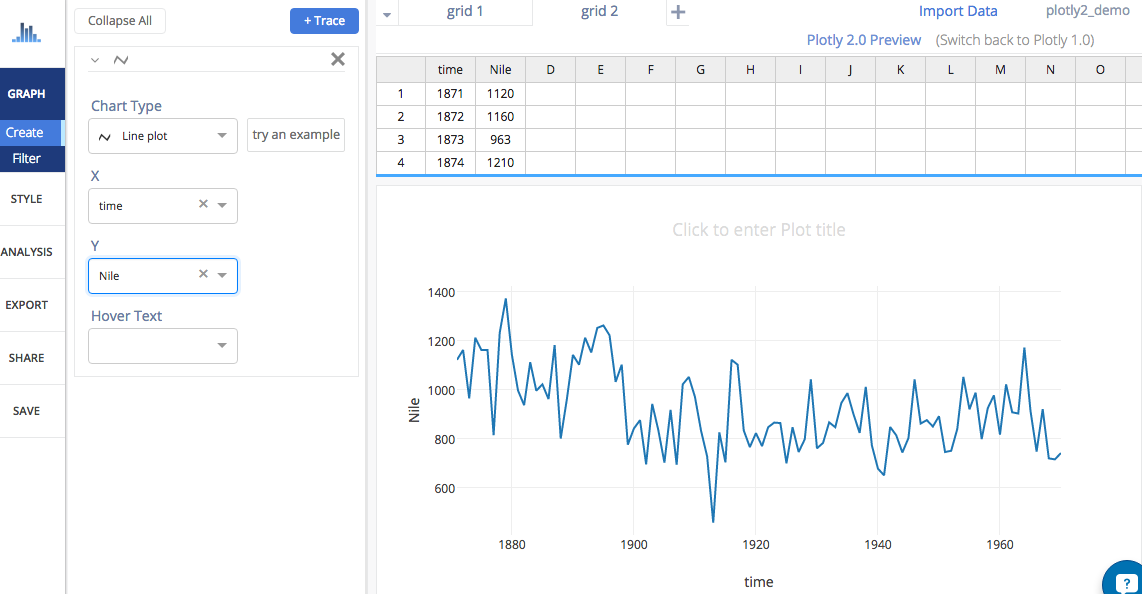 Collapse All
+ Trace
GRAPH
Create
Filter
STYLE
ANALYSIS
EXPORT
SHARE
SAVE
Chart Type
Line plot
try an example
X
time
Y
Nile
Hover Text
grid 1 grid 2 + Import Data plotly2_demo
Plotly 2.0 Preview (Switch back to Plotly 1.0)
time Nile D E F G H I J K L M N O
1 1871 1120
2 1872 1160
3 1873 963
4 1874 1210
Click to enter Plot title
1400
1200
1000
800
600
Nile
1880 1900 1920 1940 1960
time
?